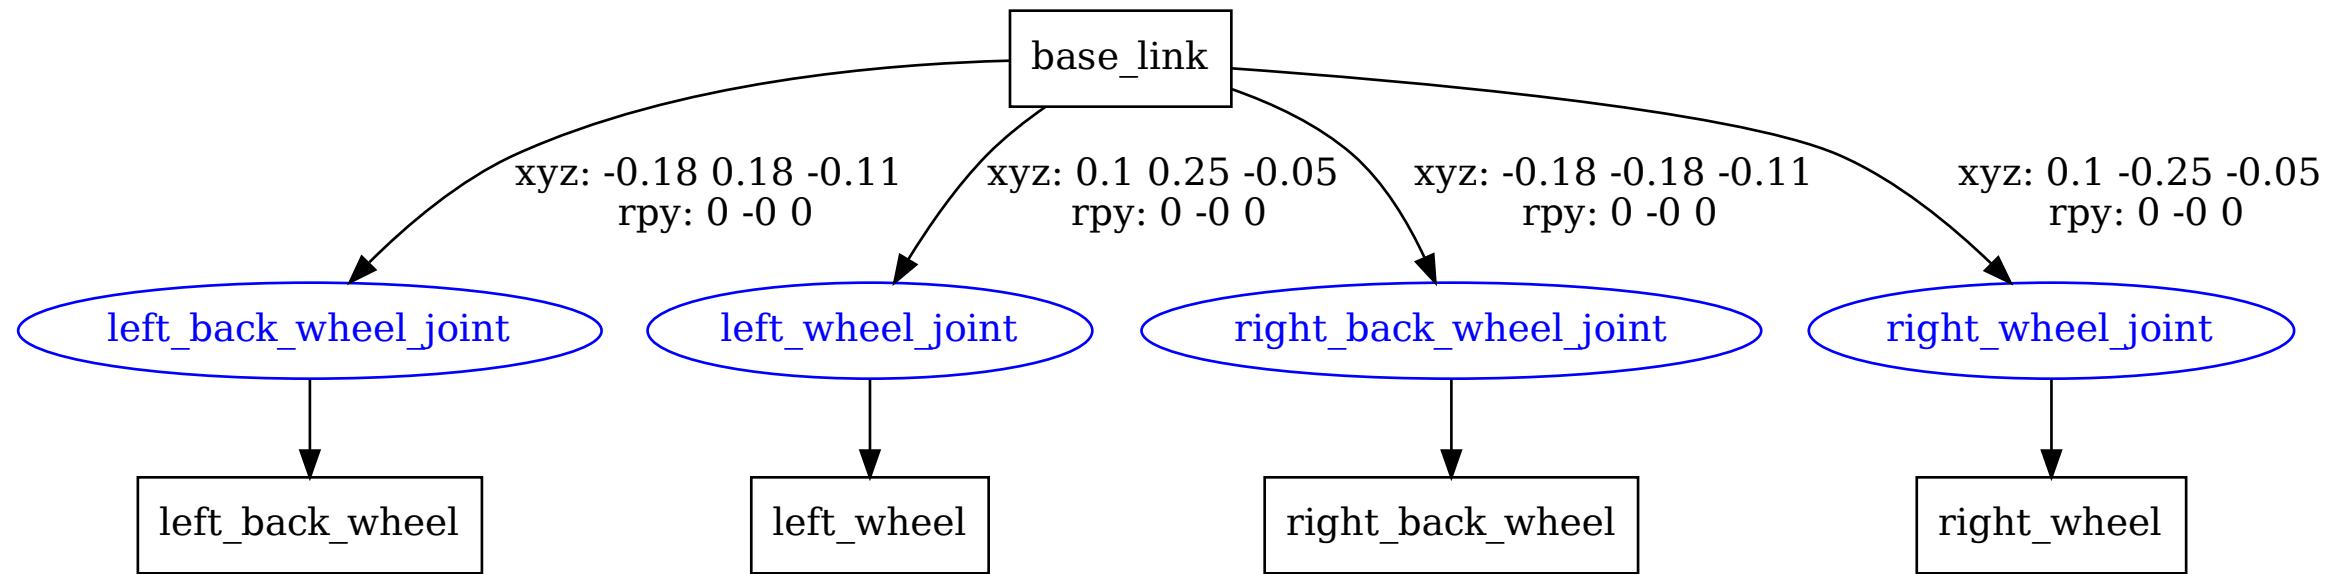 base_link
xyz: -0.18 0.18 -0.11
rpy: 0 -0 0
xyz: 0.1 0.25 -0.05
rpy: 0 -0 0
xyz: -0.18 -0.18 -0.11
rpy: 0 -0 0
xyz: 0.1 -0.25 -0.05
rpy: 0 -0 0
left_back_wheel_joint
left_wheel_joint
right_back_wheel_joint
right_wheel_joint
left_back_wheel
left_wheel
right_back_wheel
right_wheel